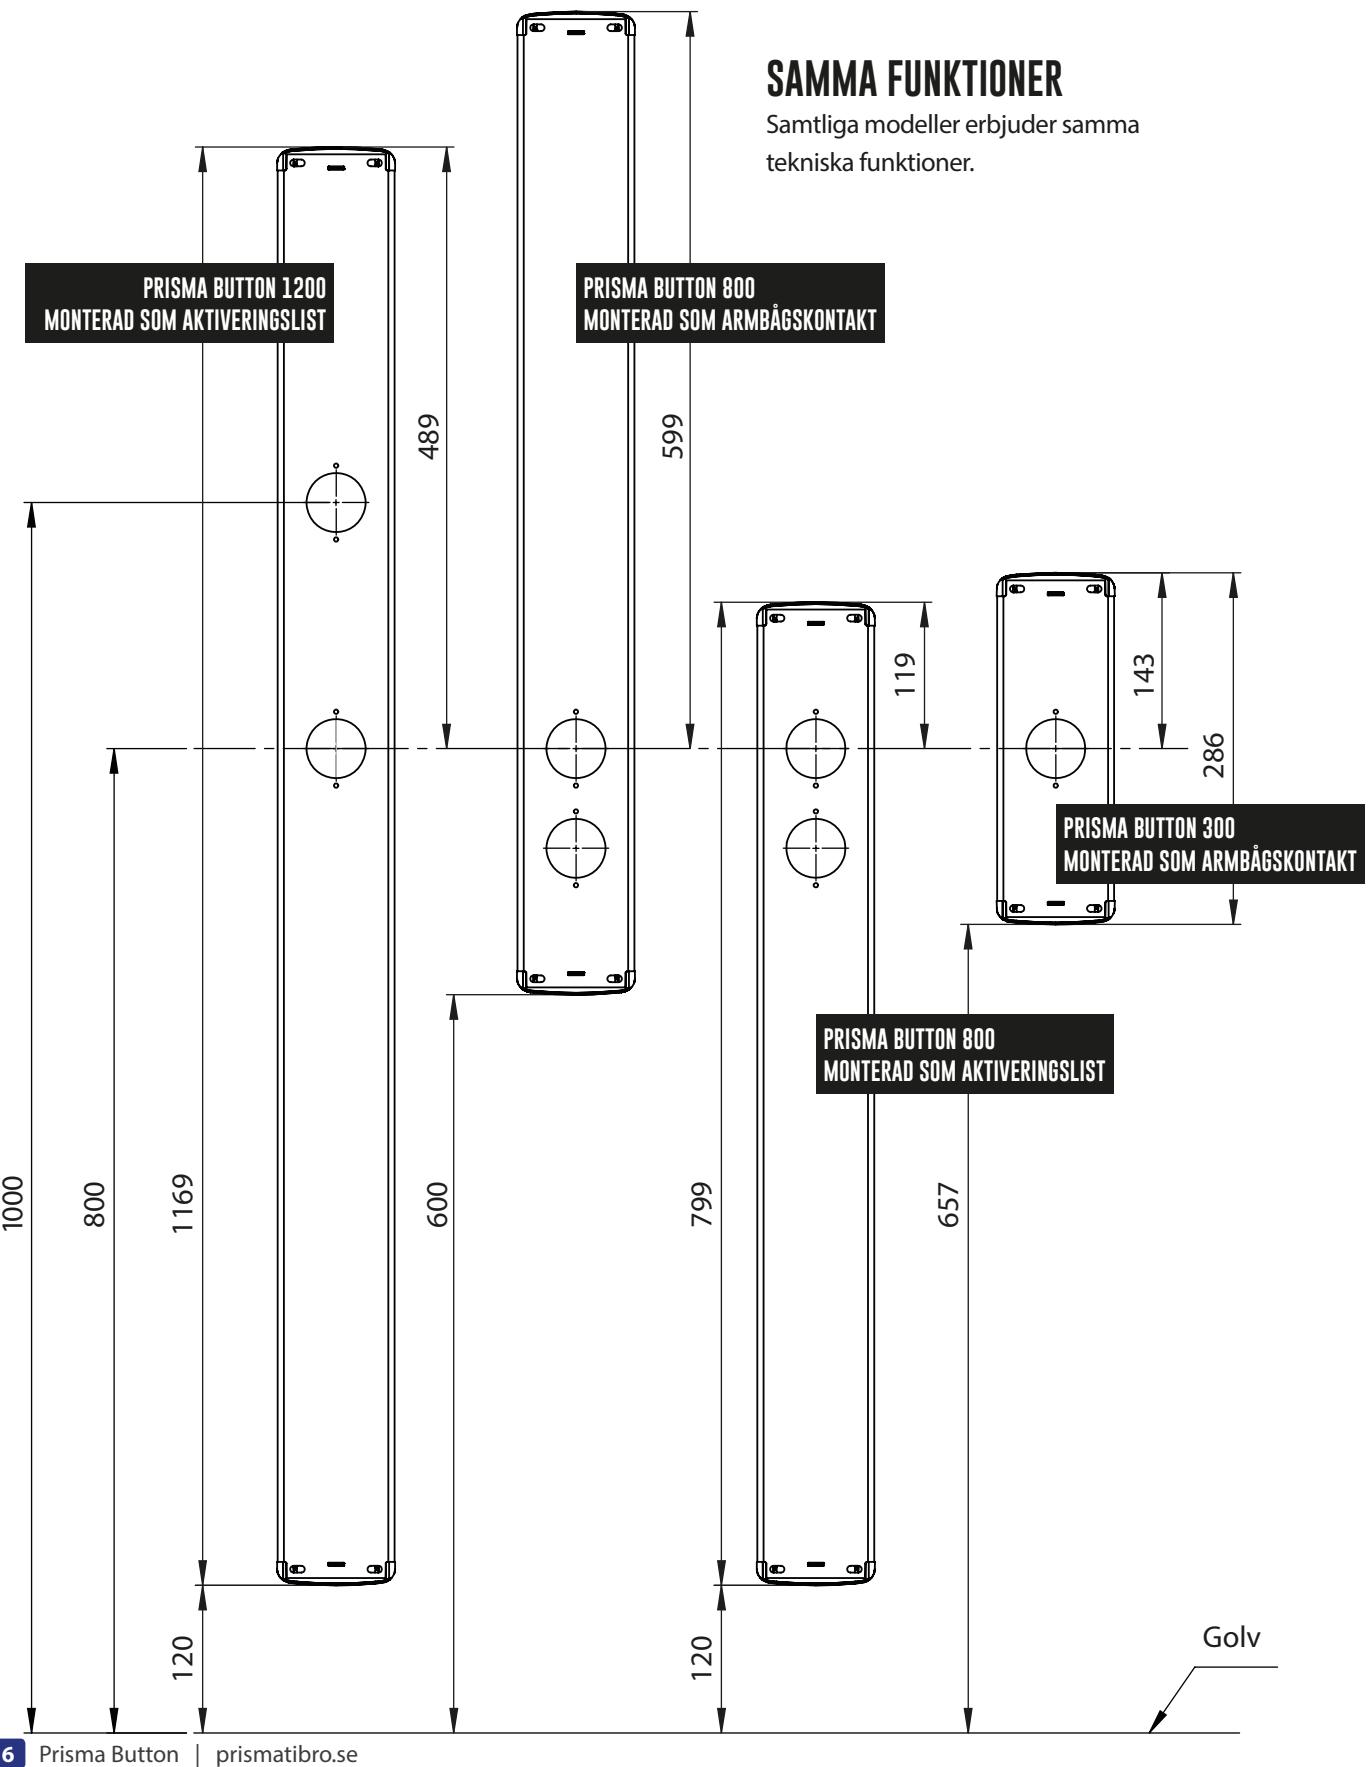 SAMMA FUNKTIONER
Samtliga modeller erbjuder samma
tekniska funktioner.
PRISMA BUTTON 1200
MONTERAD SOM AKTIVERINGSLIST
PRISMA BUTTON 800
MONTERAD SOM ARMBÅGSKONTAKT
489
599
119
143
286
PRISMA BUTTON 300
MONTERAD SOM ARMBÅGSKONTAKT
PRISMA BUTTON 800
MONTERAD SOM AKTIVERINGSLIST
1000
800
1169
600
799
657
120
120
Golv
6 Prisma Button | prismatibro.se